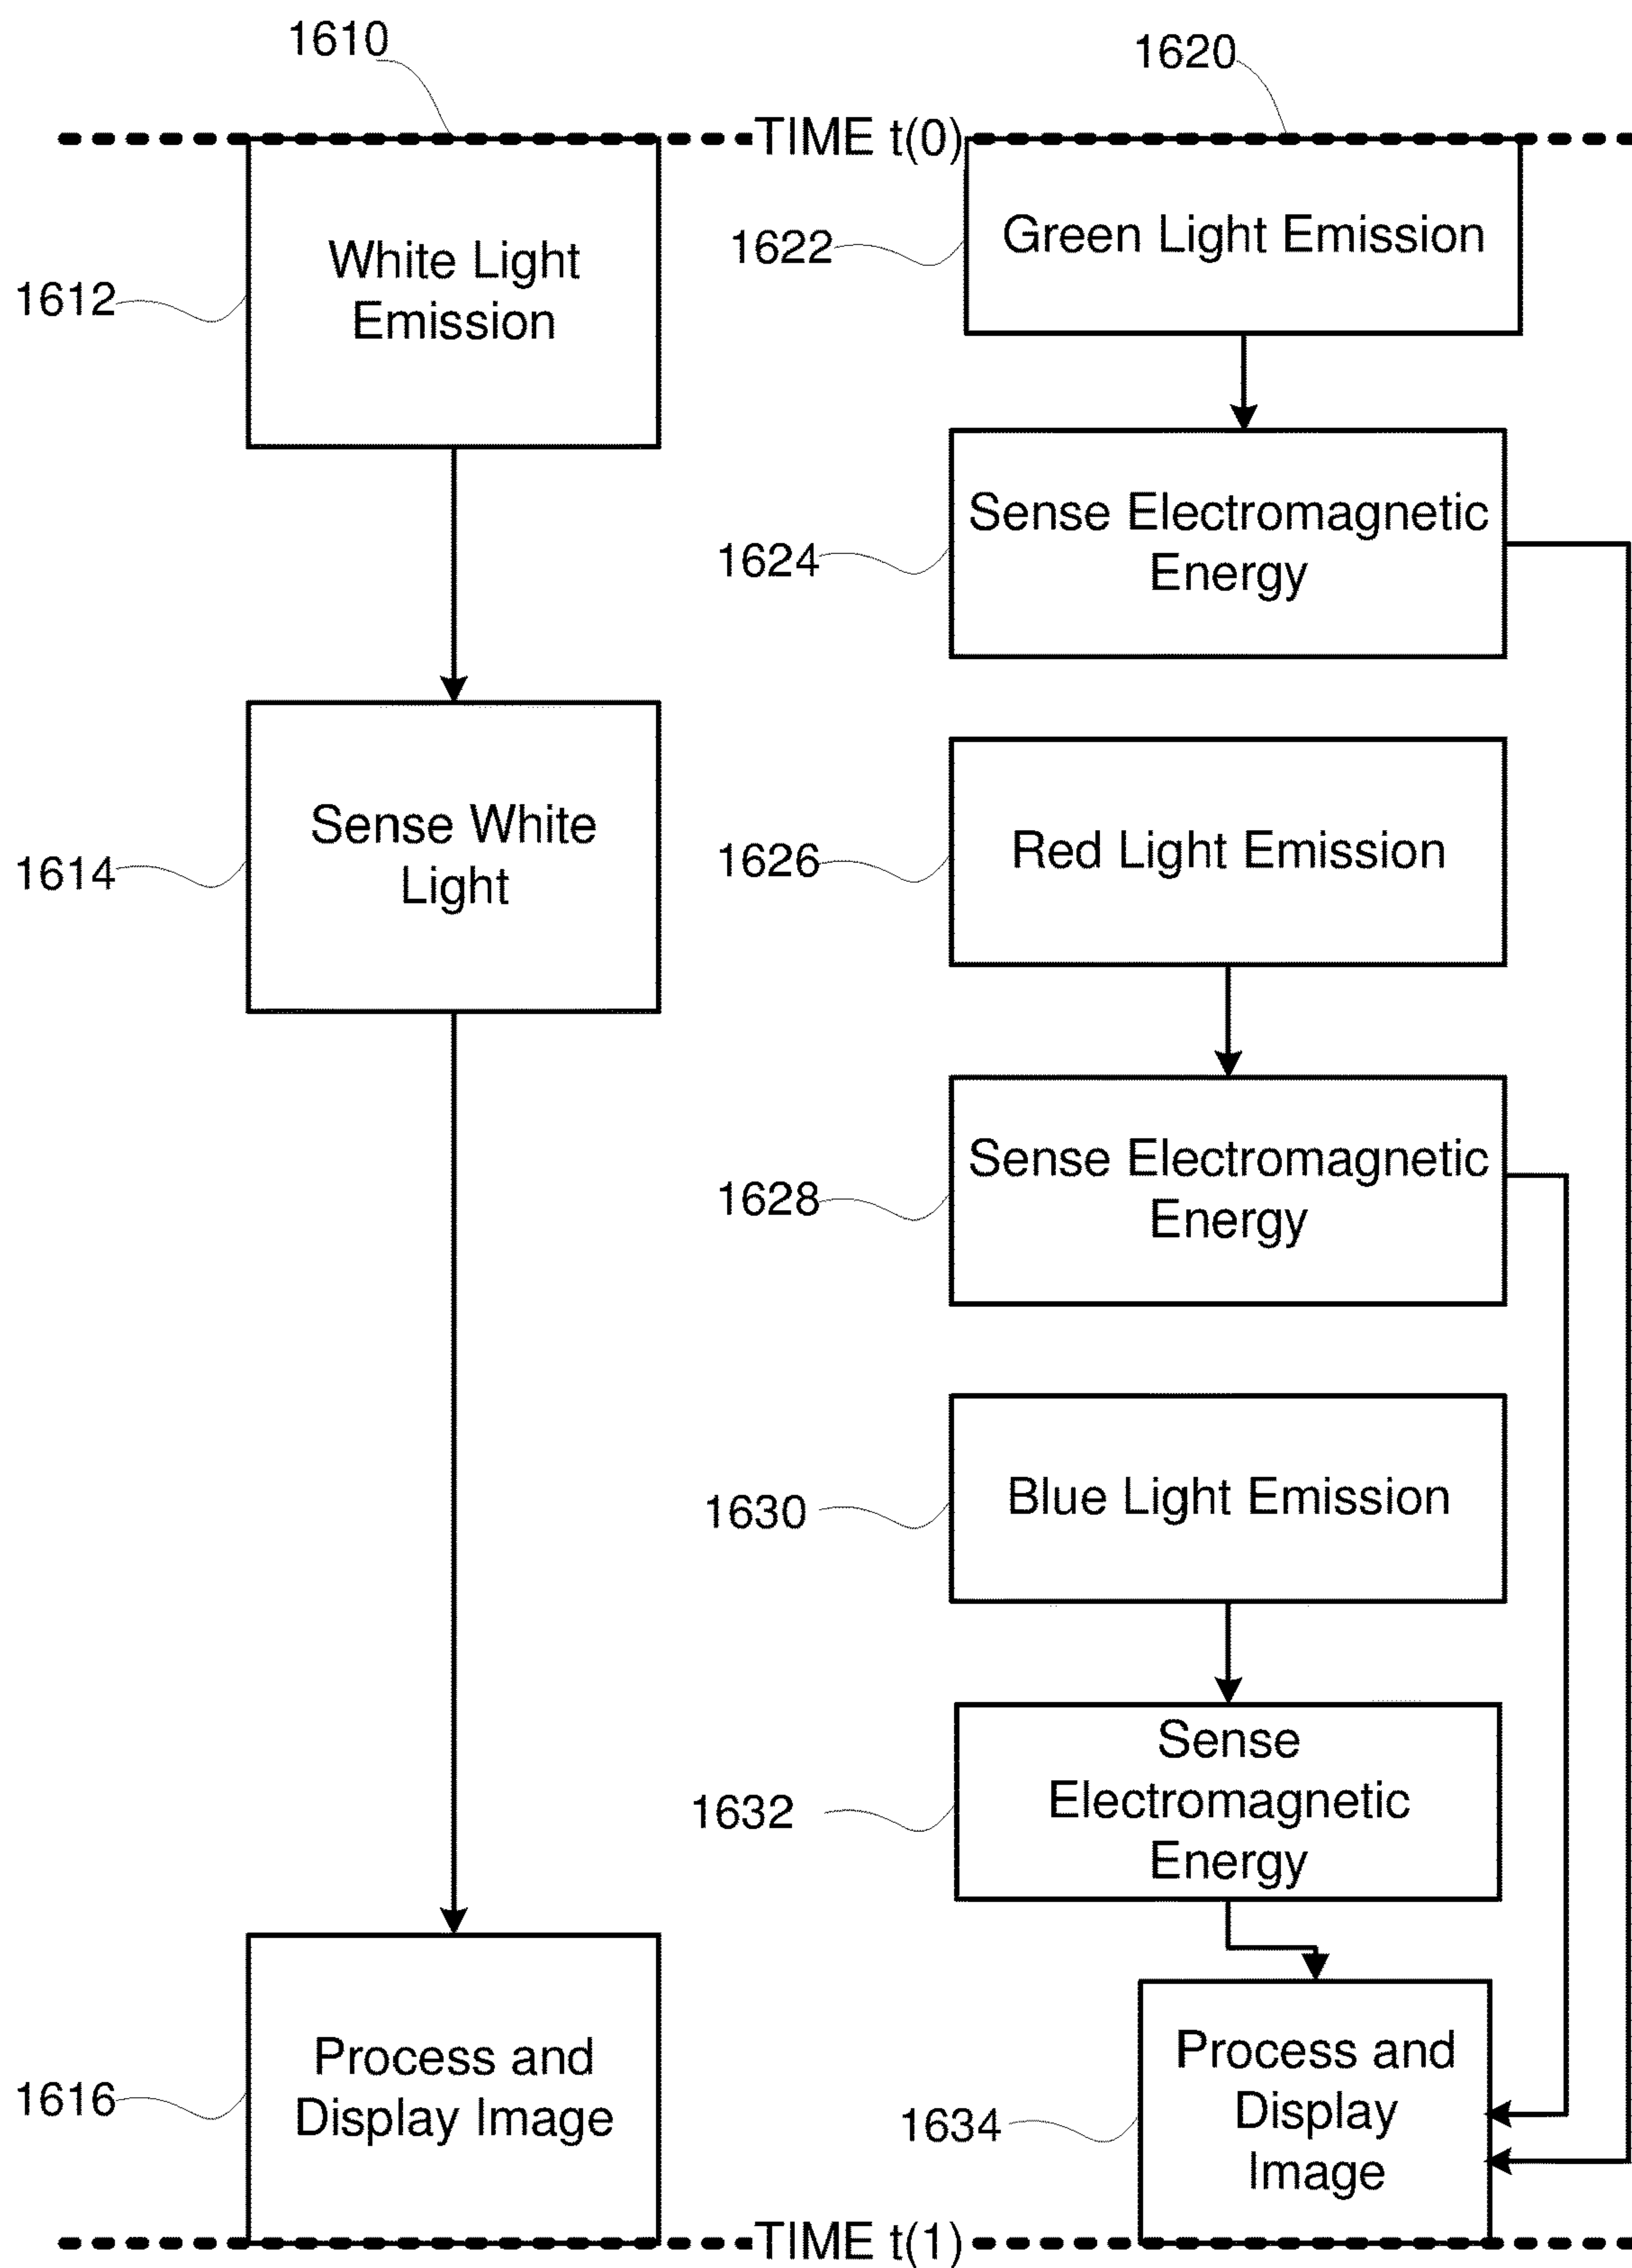 1610
1620
TIME t(0)
White Light
Emission
1612
Green Light Emission
1622
Sense Electromagnetic
Energy
1624
Sense White
Light
1614
Red Light Emission
1626
Sense Electromagnetic
Energy
1628
Blue Light Emission
1630
Sense
Electromagnetic
Energy
1632
Process and
Display Image
1616
Process and
Display
Image
1634
TIME t(1)